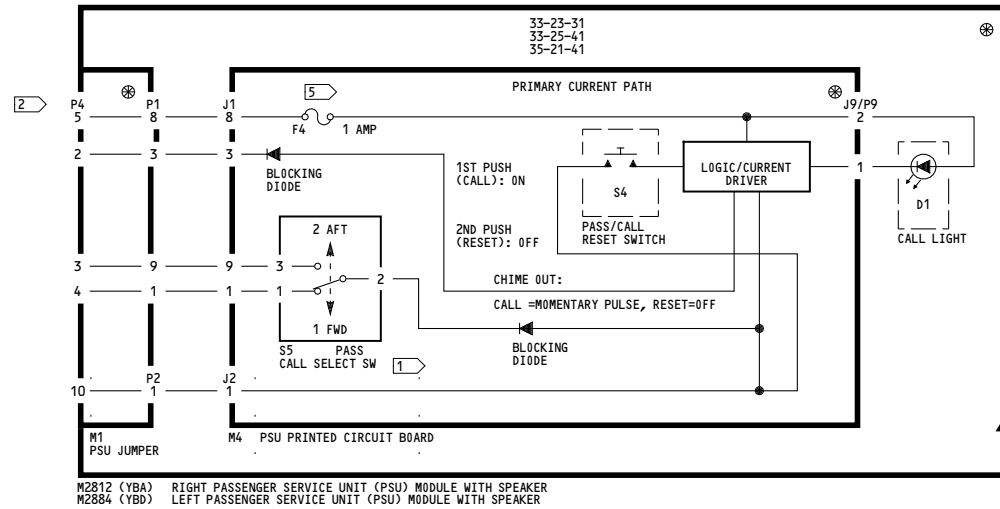 33-23-31
33-25-41
35-21-41
2
5
PRIMARY CURRENT PATH
P4 P1 J1 J9/P9
5 8 8 F4 1 AMP 2
2 3 3
BLOCKING
DIODE
1ST PUSH
(CALL): ON
S4
LOGIC/CURRENT
DRIVER
1
D1
2 AFT
2ND PUSH
(RESET): OFF
PASS/CALL
RESET SWITCH
CALL LIGHT
3 9 9 3
2
CHIME OUT:
4 1 1 1
CALL =MOMENTARY PULSE, RESET=OFF
1 FWD
S5 PASS
CALL SELECT SW
1
BLOCKING
DIODE
P2 J2
10 1 1
M1
PSU JUMPER
M4 PSU PRINTED CIRCUIT BOARD
M2812 (YBA) RIGHT PASSENGER SERVICE UNIT (PSU) MODULE WITH SPEAKER
M2884 (YBD) LEFT PASSENGER SERVICE UNIT (PSU) MODULE WITH SPEAKER